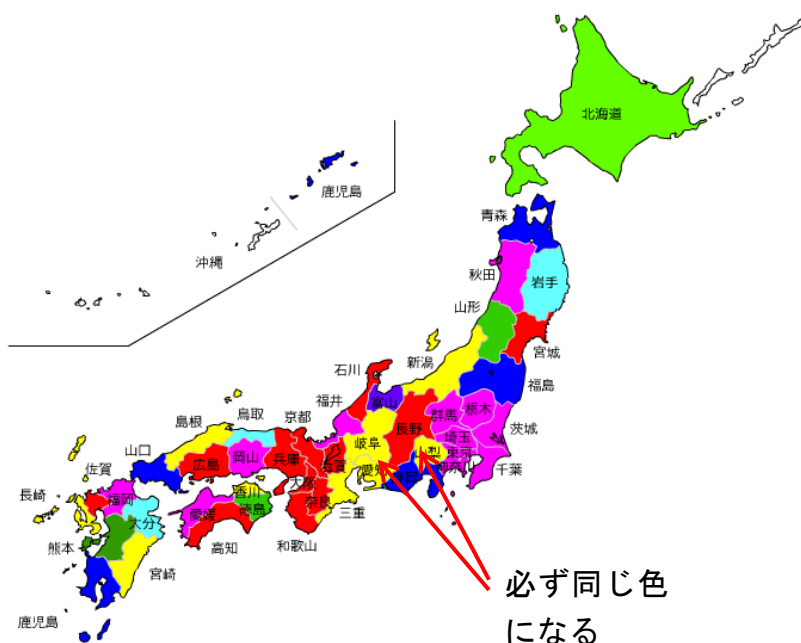 北海道
鹿児島
沖縄
青森
秋田
岩手
山形
宮城
新潟
福島
石川
富山
福井
群馬
栃木
茨城
長野
埼玉
東京
神奈川
千葉
岐阜
愛知
静岡
梨
島根
鳥取
京都
兵庫
滋賀
岡山
広島
山口
大阪
奈良
三重
和歌山
香川
徳島
愛媛
高知
佐賀
福岡
長崎
大分
熊本
宮崎
鹿児島
必ず同じ色
になる